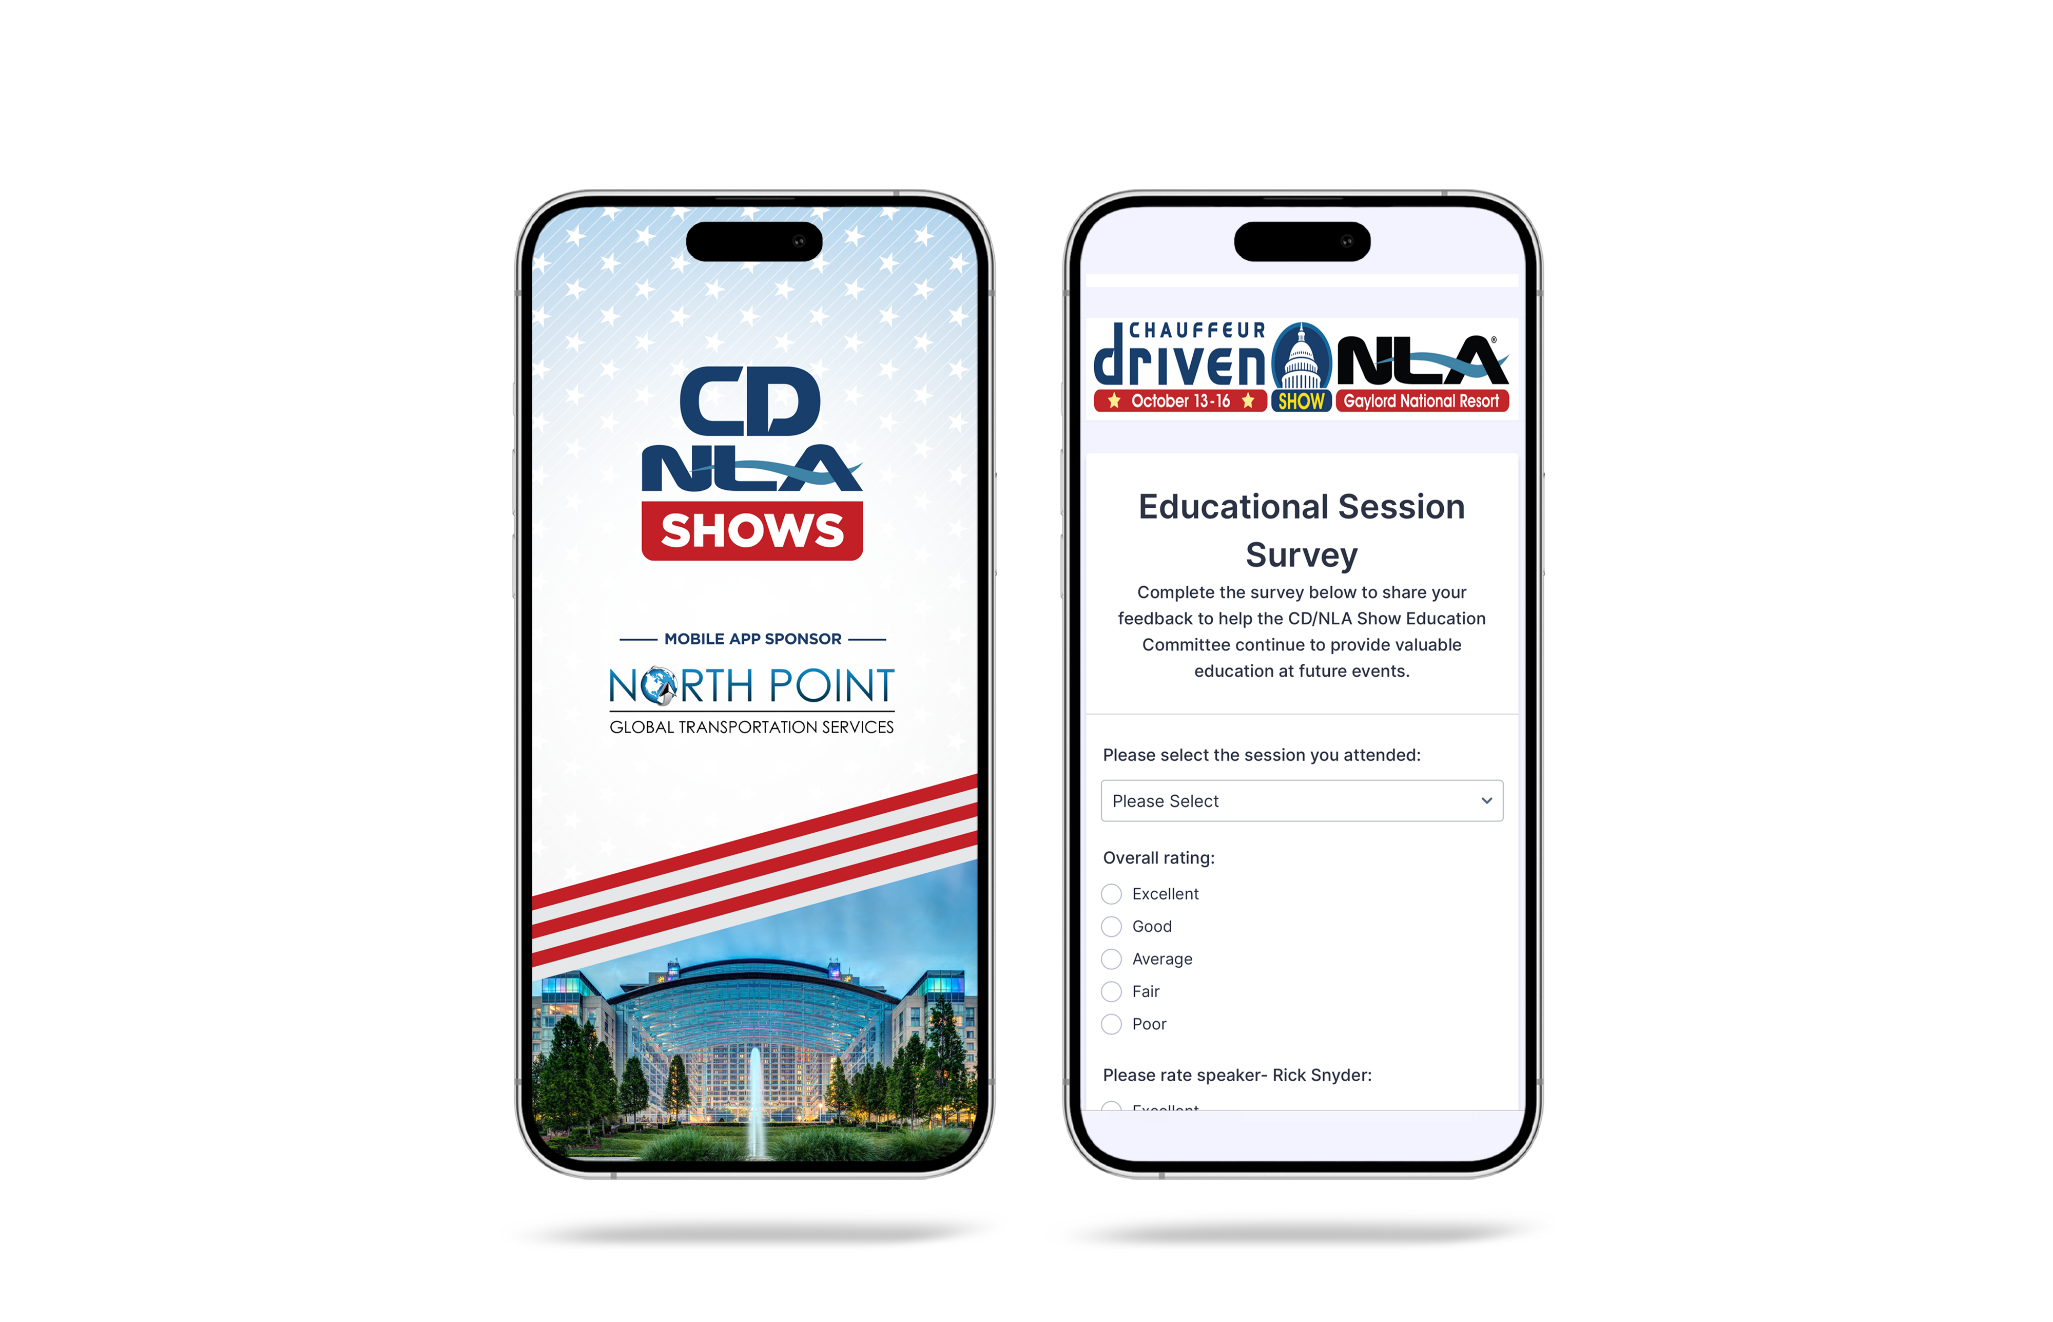 CD
NLA
SHOWS
MOBILE APP SPONSOR
NORTH POINT
GLOBAL TRANSPORTATION SERVICES
CHAUFFEUR
driven
NLA®
October 13-16
SHOW
Gaylord National Resort
Educational Session
Survey
Complete the survey below to share your
feedback to help the CD/NLA Show Education
Committee continue to provide valuable
education at future events.
Please select the session you attended:
Please Select
Overall rating:
Excellent
Good
Average
Fair
Poor
Please rate speaker- Rick Snyder:
Excellent